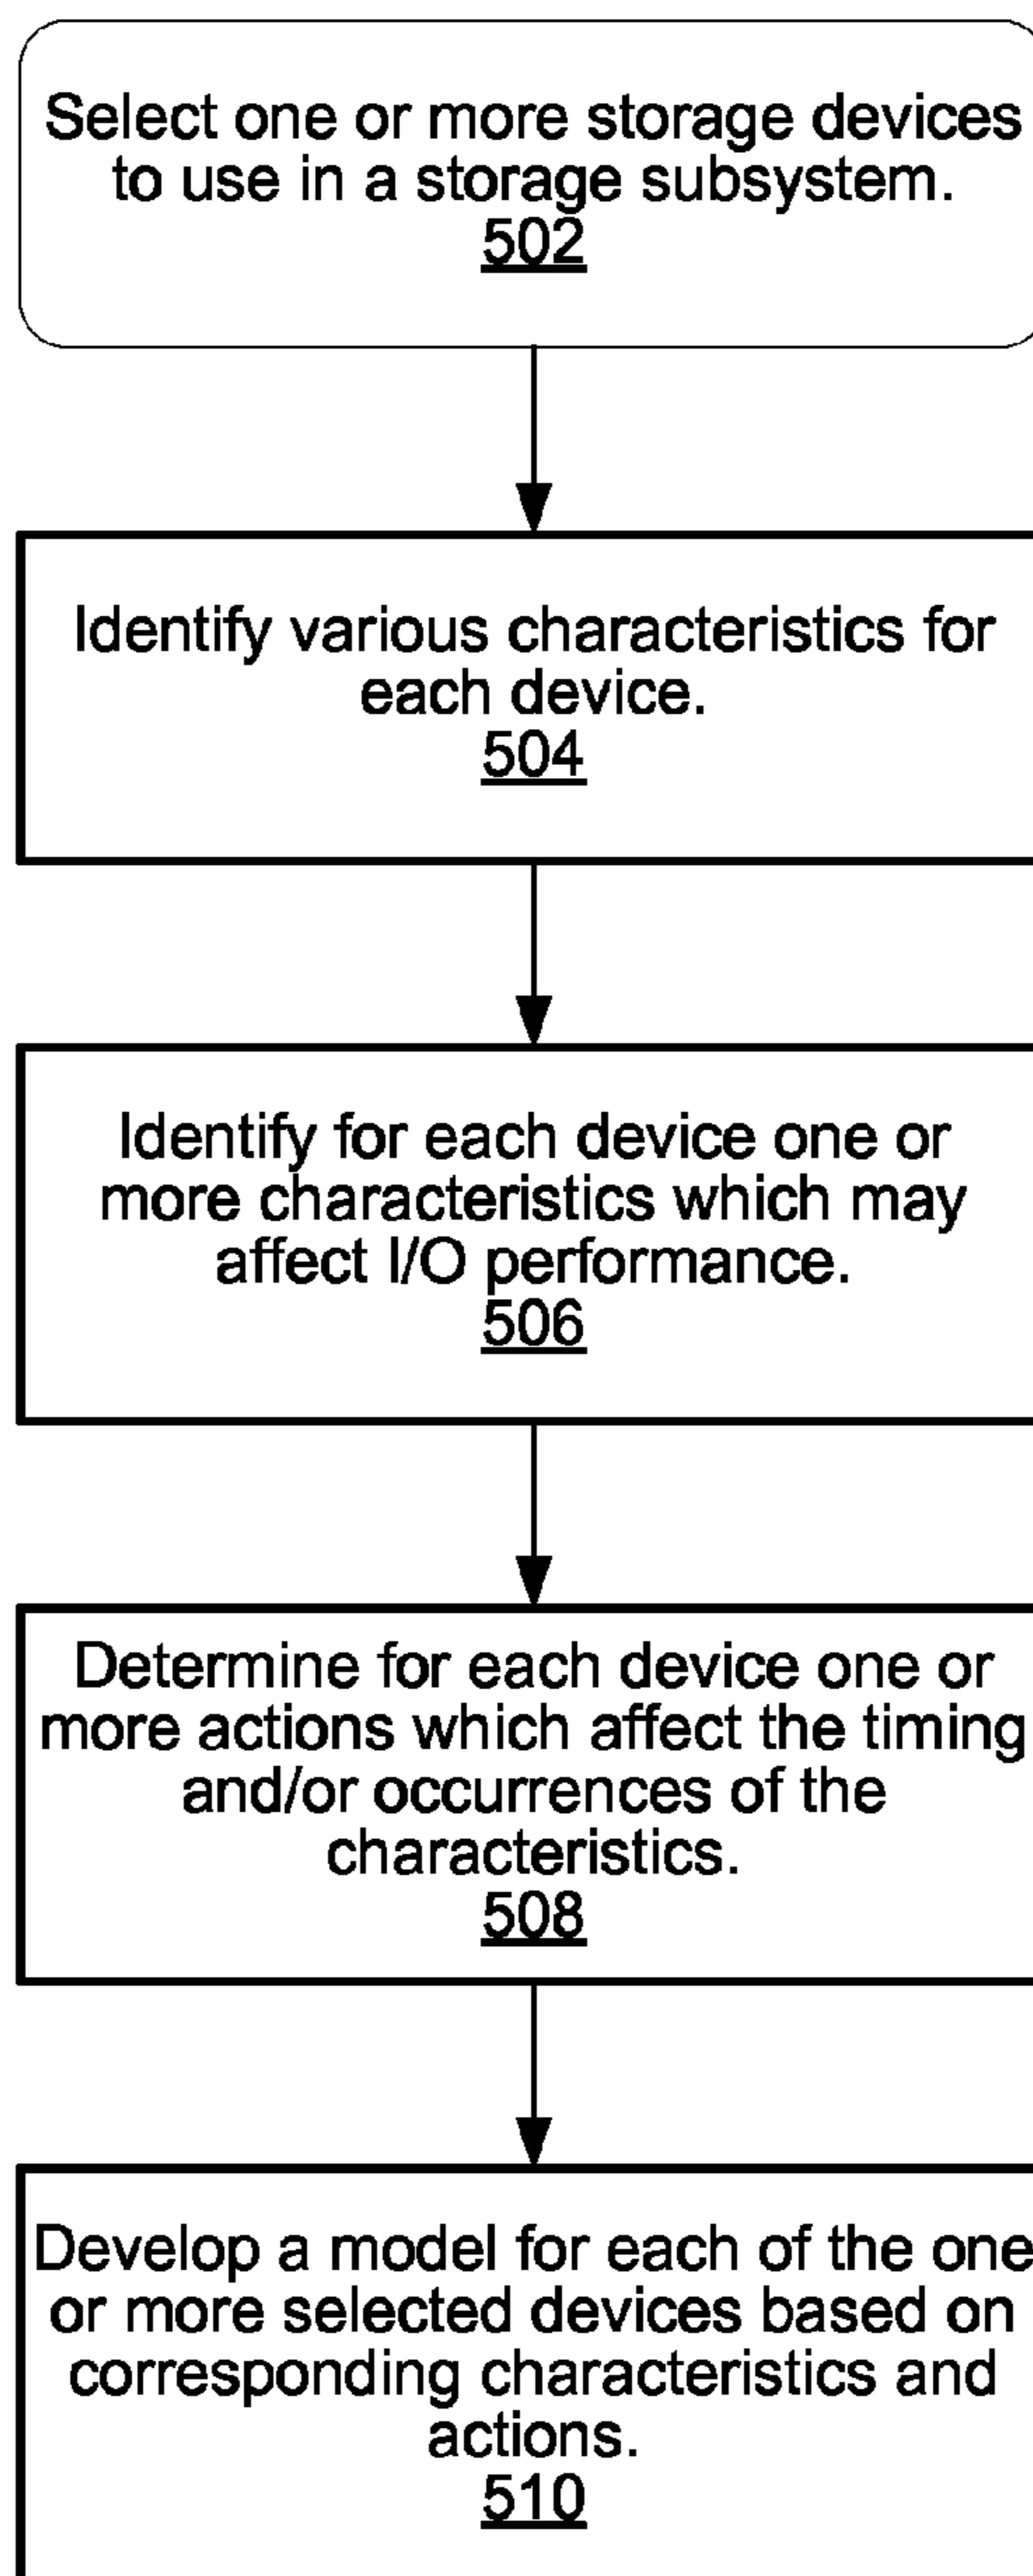 Select one or more storage devices
to use in a storage subsystem.
502
Identify various characteristics for
each device.
504
Identify for each device one or
more characteristics which may
affect I/O performance.
506
Determine for each device one or
more actions which affect the timing
and/or occurrences of the
characteristics.
508
Develop a model for each of the one
or more selected devices based on
corresponding characteristics and
actions.
510